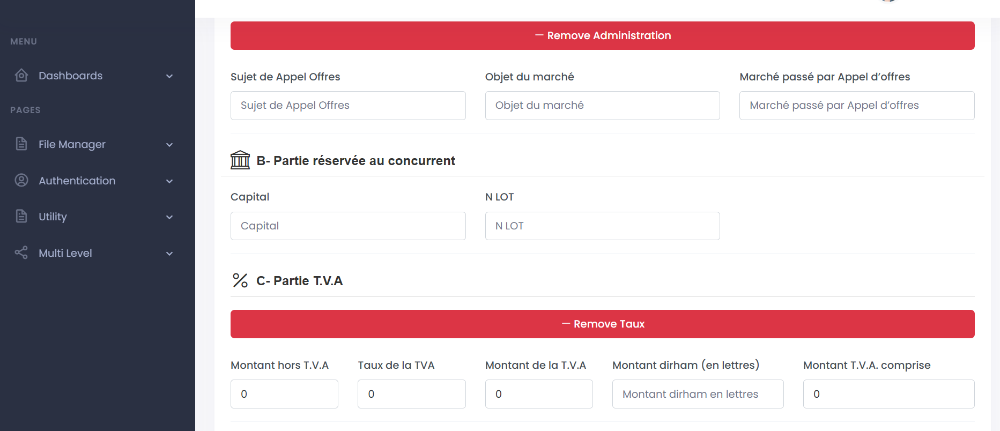 MENU
Dashboards
PAGES
File Manager
Authentication
Utility
Multi Level
— Remove Administration
Sujet de Appel Offres
Objet du marché
Marché passé par Appel d’offres
Sujet de Appel Offres
Objet du marché
Marché passé par Appel d’offres
B- Partie réservée au concurrent
Capital
N LOT
Capital
N LOT
C- Partie T.V.A
— Remove Taux
Montant hors T.V.A
Taux de la TVA
Montant de la T.V.A
Montant dirham (en lettres)
Montant T.V.A. comprise
0
0
0
Montant dirham en lettres
0